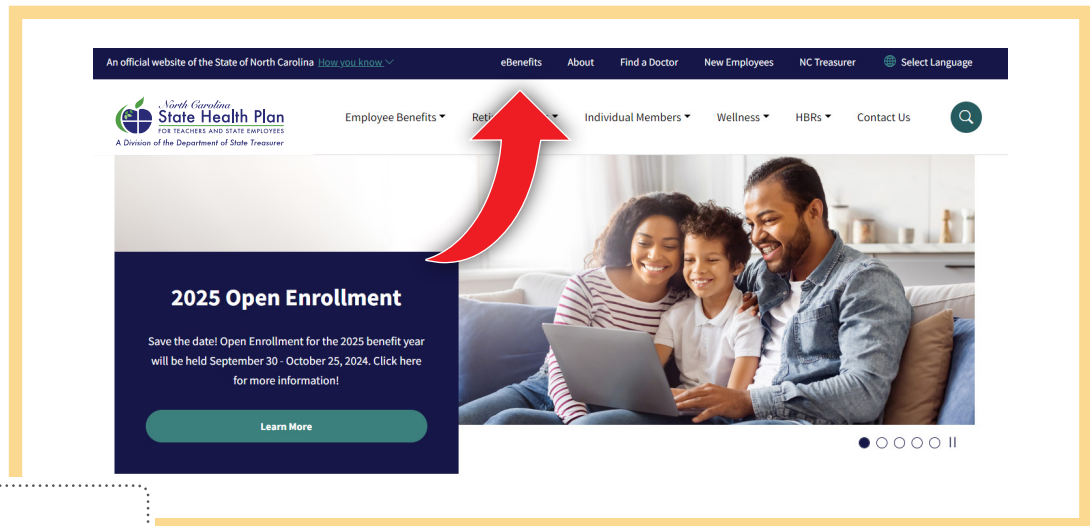 An official website of the State of North Carolina How you know
eBenefits About Find a Doctor New Employees NC Treasurer Select Language
North Carolina
State Health Plan
FOR TEACHERS AND STATE EMPLOYEES
A Division of the Department of State Treasurer
Employee Benefits Individual Members Wellness HBRs Contact Us
2025 Open Enrollment
Save the date! Open Enrollment for the 2025 benefit year
will be held September 30 - October 25, 2024. Click here
for more information!
Learn More